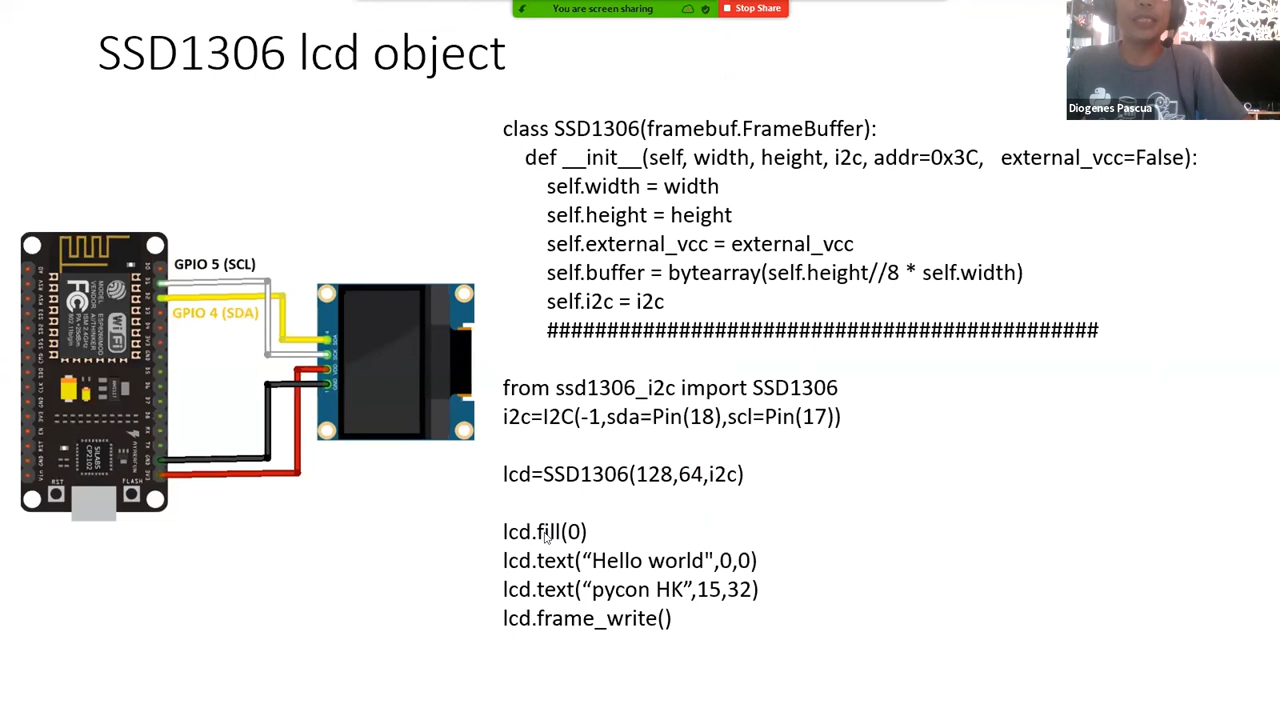 You are screen sharing
Stop Share
SSD1306 lcd object
Diogenes Pascua
class SSD1306(framebuf.FrameBuffer):
def __init__(self, width, height, i2c, addr=0x3C, external_vcc=False):
self.width = width
self.height = height
self.external_vcc = external_vcc
self.buffer = bytearray(self.height//8 * self.width)
self.i2c = i2c
##############################################
from ssd1306_i2c import SSD1306
i2c=I2C(-1,sda=Pin(18),scl=Pin(17))
lcd=SSD1306(128,64,i2c)
lcd.fill(0)
lcd.text(“Hello world",0,0)
lcd.text(“pycon HK”,15,32)
lcd.frame_write()
GPIO 5 (SCL)
GPIO 4 (SDA)
WiFi
RST
FLASH